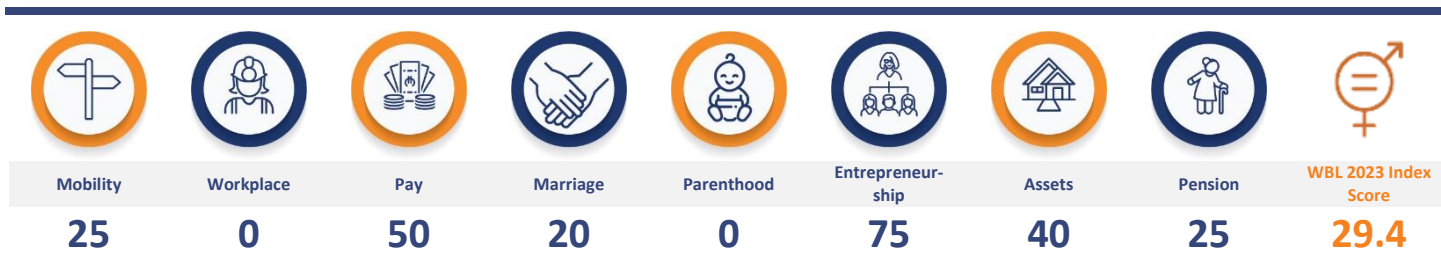 Mobility
Workplace
Pay
Marriage
Parenthood
Entrepreneur-
ship
Assets
Pension
WBL 2023 Index
Score
25
0
50
20
0
75
40
25
29.4